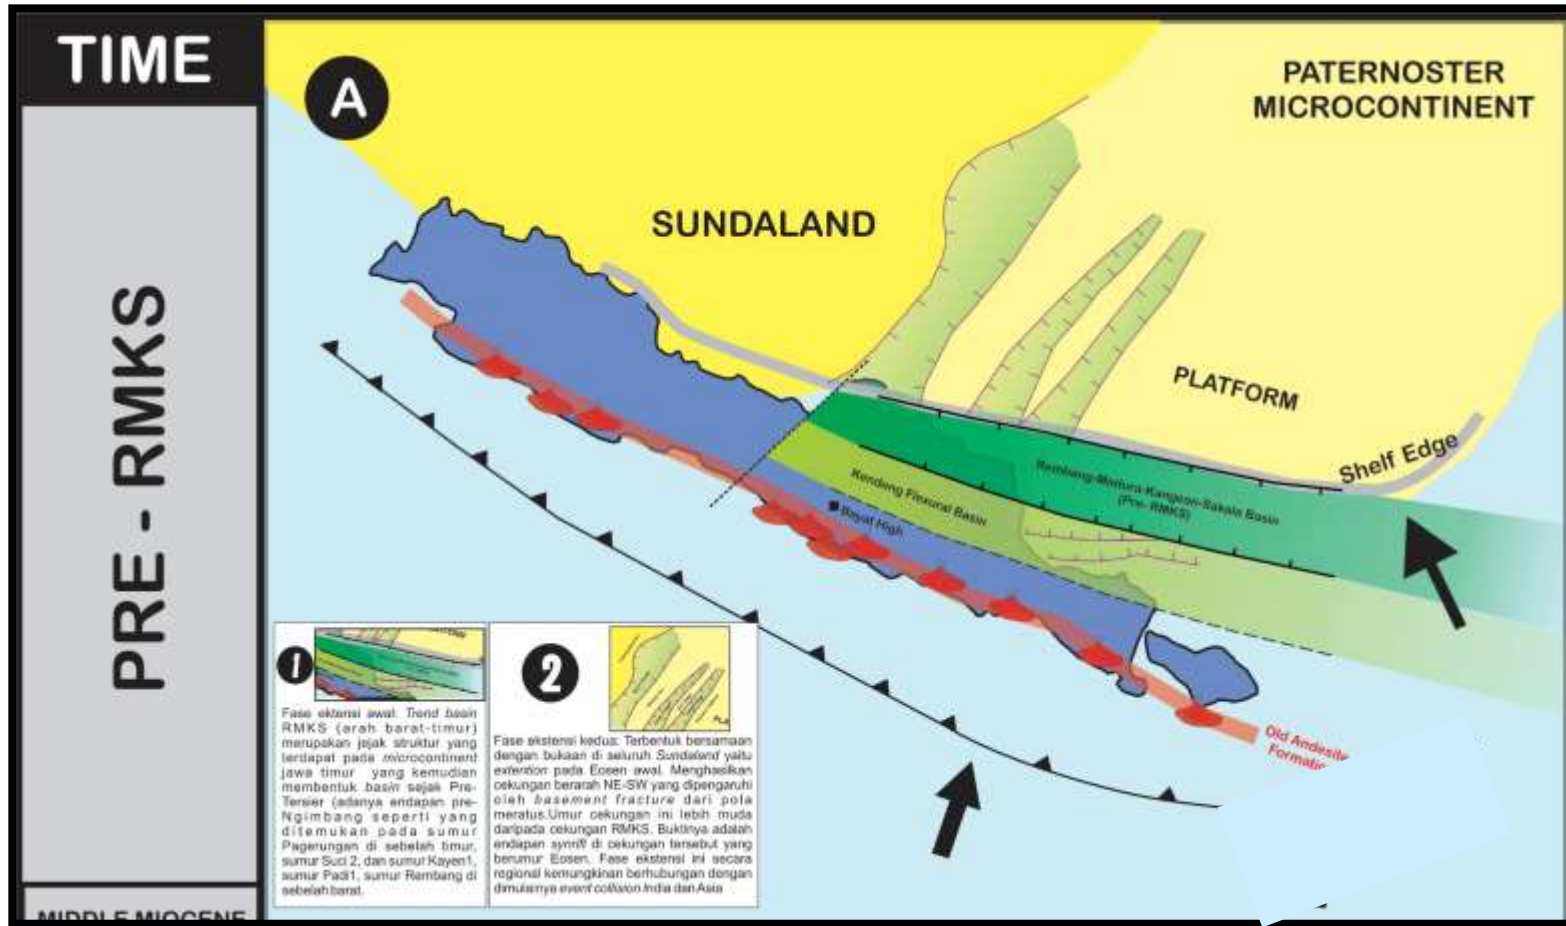 TIME
PRE - RMKS
MIDDLE MIOCENE
A
PATERNOSTER
MICROCONTINENT
SUNDALAND
PLATFORM
Shelf Edge
Rembang-Madura-Kangean-Sakala Basin
(Pre- RMKS)
Kendeng Flexural Basin
Bayat High
Old Andesite
1
Fase ektensi awal: Trend basin
RMKS (arah barat-timur)
merupakan jejak struktur yang
terdapat pada microcontinent
jawa timur yang kemudian
membentuk basin sejak Pre-
Tersier (adanya endapan pre-
Ngimbang seperti yang
ditemukan pada sumur
Pagerungan di sebelah timur,
sumur Suci 2, dan sumur Kayen1,
sumur Padi1, sumur Rembang di
sebelah barat.
2
Fase ekstensi kedua: Terbentuk bersamaan
dengan bukaan di seluruh Sundaland yaitu
extention pada Eosen awal. Menghasilkan
cekungan berarah NE-SW yang dipengaruhi
oleh basement fracture dari pola
meratus.Umur cekungan ini lebih muda
daripada cekungan RMKS. Buktinya adalah
endapan synrift di cekungan tersebut yang
berumur Eosen. Fase ekstensi ini secara
regional kemungkinan berhubungan dengan
dimulainya event collision India dan Asia